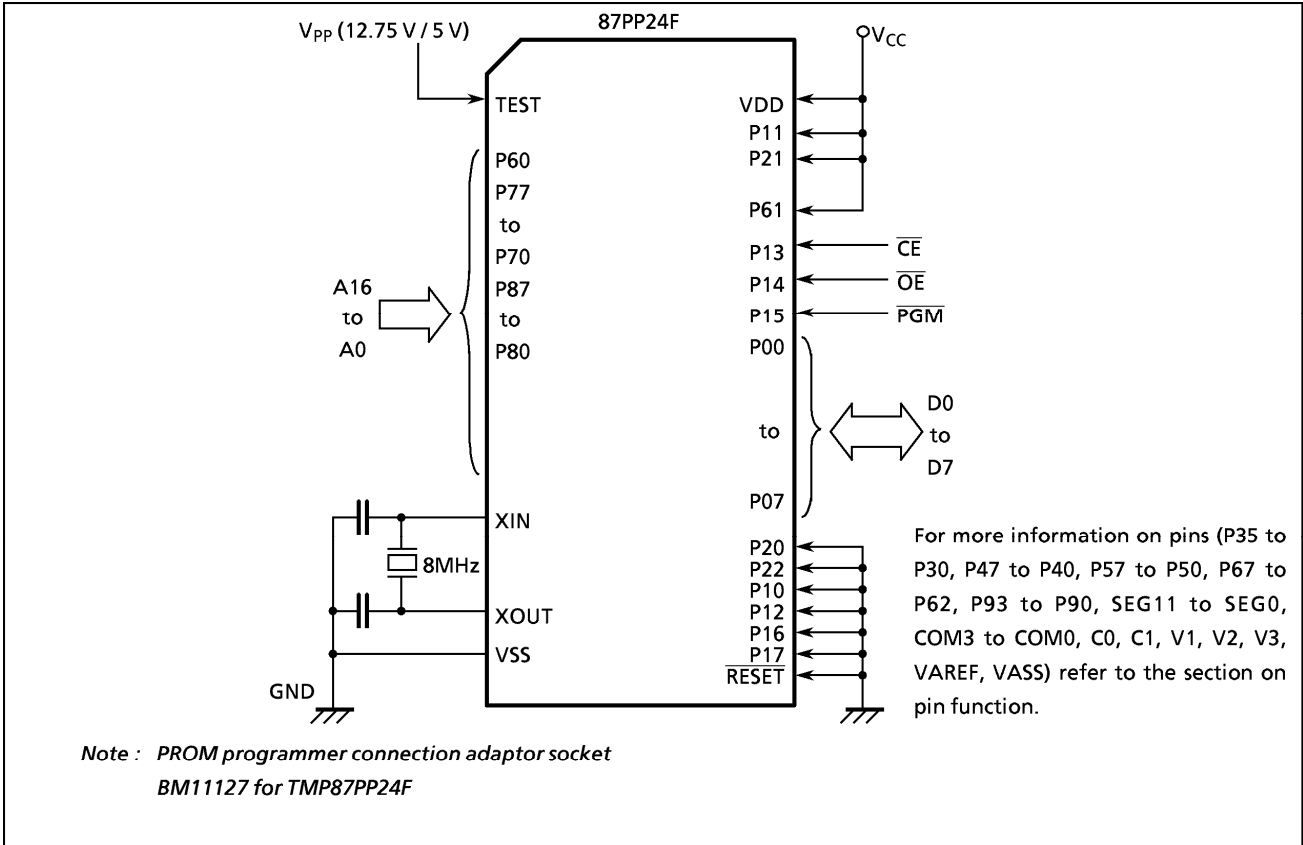 87PP24F
VPP (12.75 V / 5 V)
VCC
TEST
P60
P77
to
P70
P87
to
P80
A16
to
A0
XIN
8MHz
XOUT
VSS
GND
VDD
P11
P21
P61
P13
CE
P14
OE
P15
PGM
P00
to
P07
D0
to
D7
P20
P22
P10
P12
P16
P17
RESET
For more information on pins (P35 to
P30, P47 to P40, P57 to P50, P67 to
P62, P93 to P90, SEG11 to SEG0,
COM3 to COM0, C0, C1, V1, V2, V3,
VAREF, VASS) refer to the section on
pin function.
Note : PROM programmer connection adaptor socket
BM11127 for TMP87PP24F